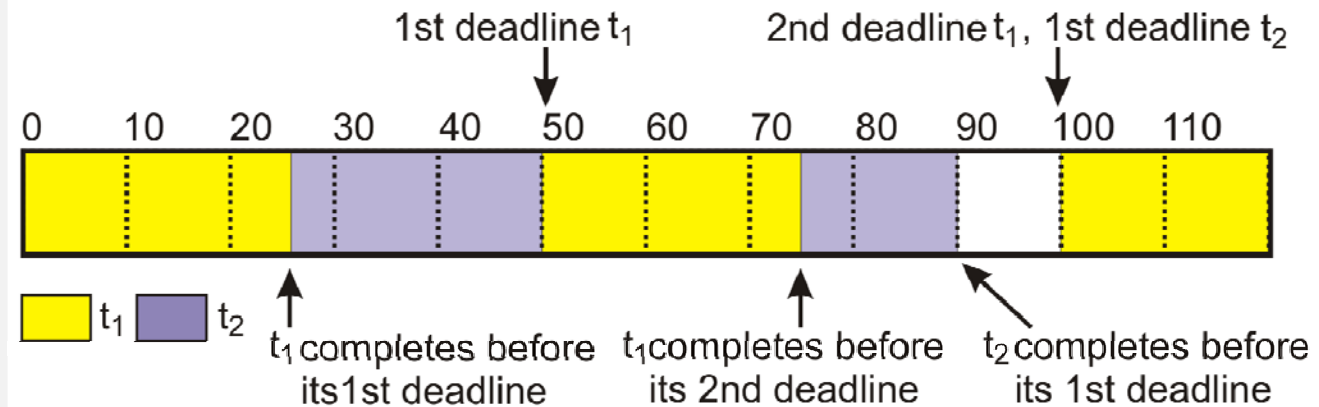 1st deadline t₁
2nd deadline t₁, 1st deadline t₂
0 10 20 30 40 50 60 70 80 90 100 110
t₁ t₂
t₁ completes before
its1st deadline
t₁completes before
its 2nd deadline
t₂ completes before
its 1st deadline